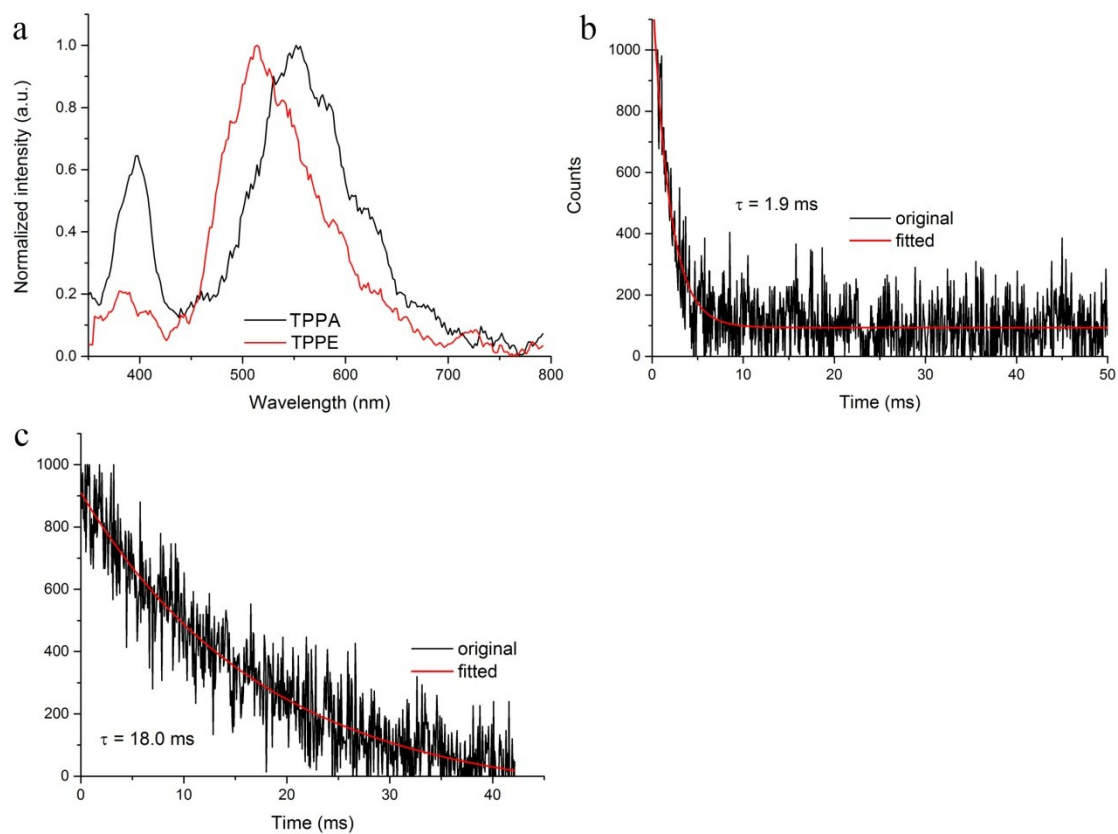 a
Normalized intensity (a.u.)
1.0
0.8
0.6
0.4
0.2
0.0
TPPA
TPPE
400 500 600 700 800
Wavelength (nm)
b
Counts
1000
800
600
400
200
0
τ = 1.9 ms
original
fitted
0 10 20 30 40 50
Time (ms)
c
1000
800
600
400
200
0
original
fitted
τ = 18.0 ms
0 10 20 30 40
Time (ms)